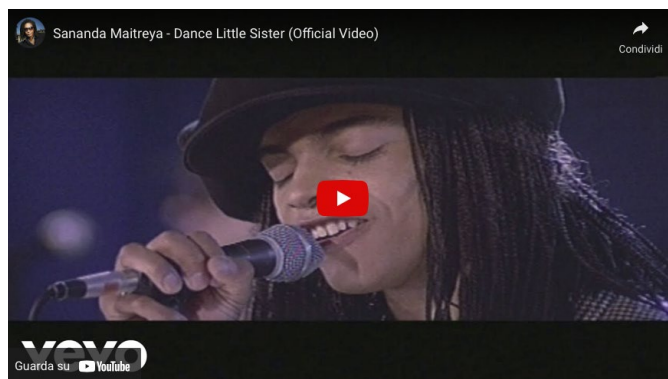 Sananda Maitreya - Dance Little Sister (Official Video)
Condividi
vevo
Guarda su YouTube